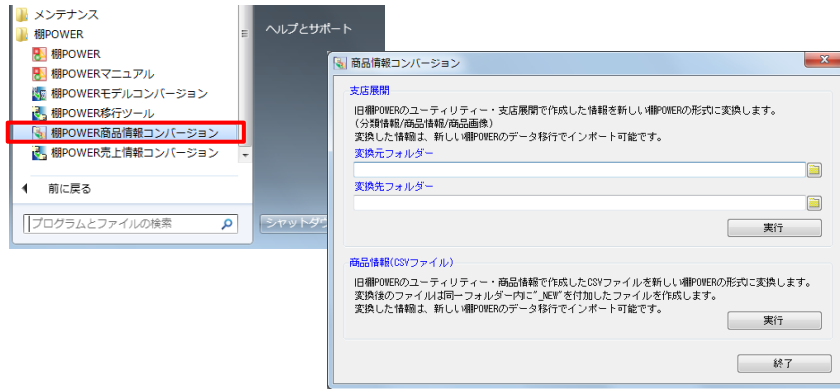 メンテナンス
棚POWER
棚POWER
棚POWERマニュアル
棚POWERモデルコンバージョン
棚POWER移行ツール
棚POWER商品情報コンバージョン
棚POWER売上情報コンバージョン
前に戻る
プログラムとファイルの検索
ヘルプとサポート
シャットダウ
商品情報コンバージョン
支店展開
旧棚POWERのユーティリティー・支店展開で作成した情報を新しい棚POWERの形式に変換します。
(分類情報/商品情報/商品画像)
変換した情報は、新しい棚POWERのデータ移行でインポート可能です。
変換元フォルダー
変換先フォルダー
実行
商品情報(CSVファイル)
旧棚POWERのユーティリティー・商品情報で作成したCSVファイルを新しい棚POWERの形式に変換します。
変換後のファイルは同一フォルダー内に"_NEW"を付加したファイルを作成します。
変換した情報は、新しい棚POWERのデータ移行でインポート可能です。
実行
終了